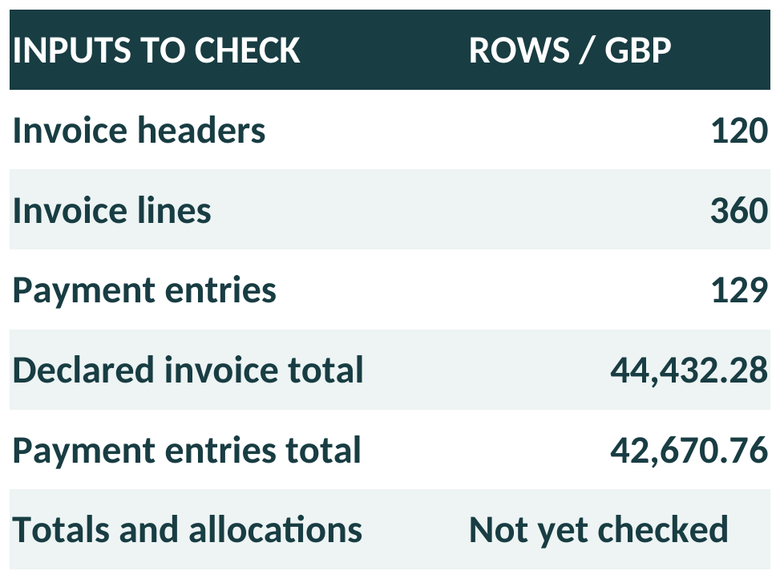 INPUTS TO CHECK ROWS / GBP
Invoice headers 120
Invoice lines 360
Payment entries 129
Declared invoice total 44,432.28
Payment entries total 42,670.76
Totals and allocations Not yet checked